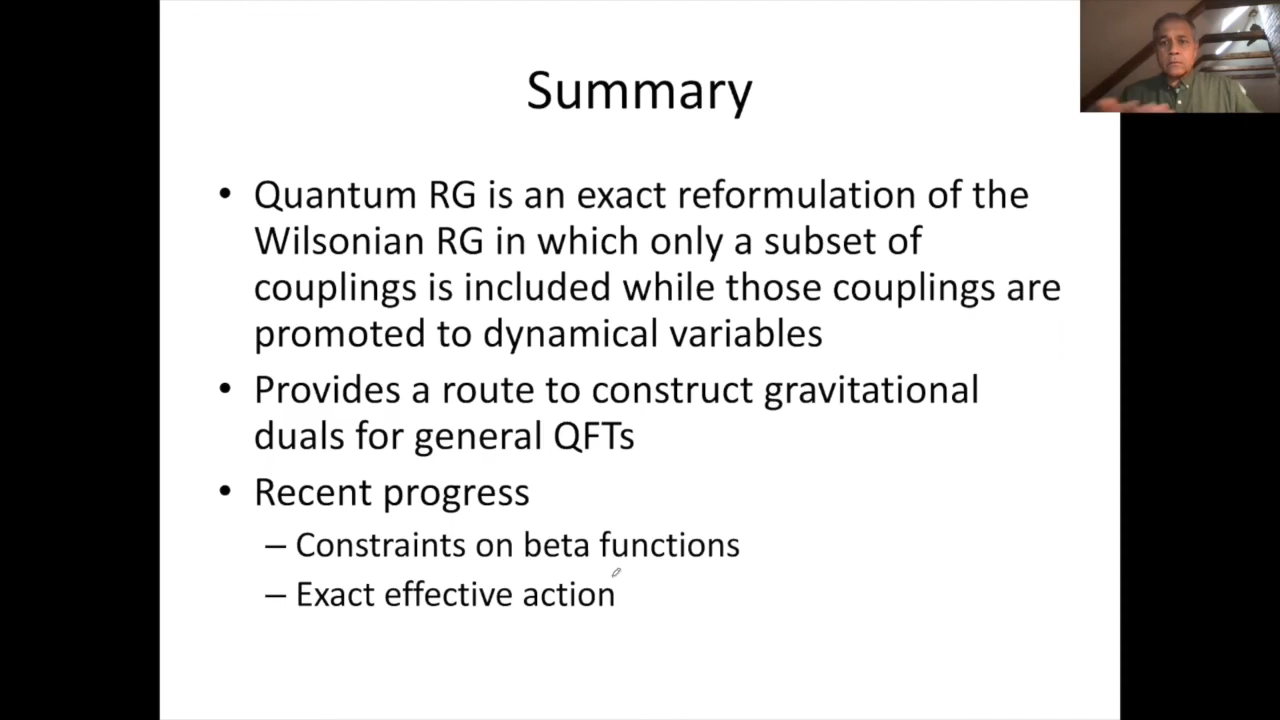 Summary
• Quantum RG is an exact reformulation of the
Wilsonian RG in which only a subset of
couplings is included while those couplings are
promoted to dynamical variables
• Provides a route to construct gravitational
duals for general QFTs
• Recent progress
– Constraints on beta functions
– Exact effective action